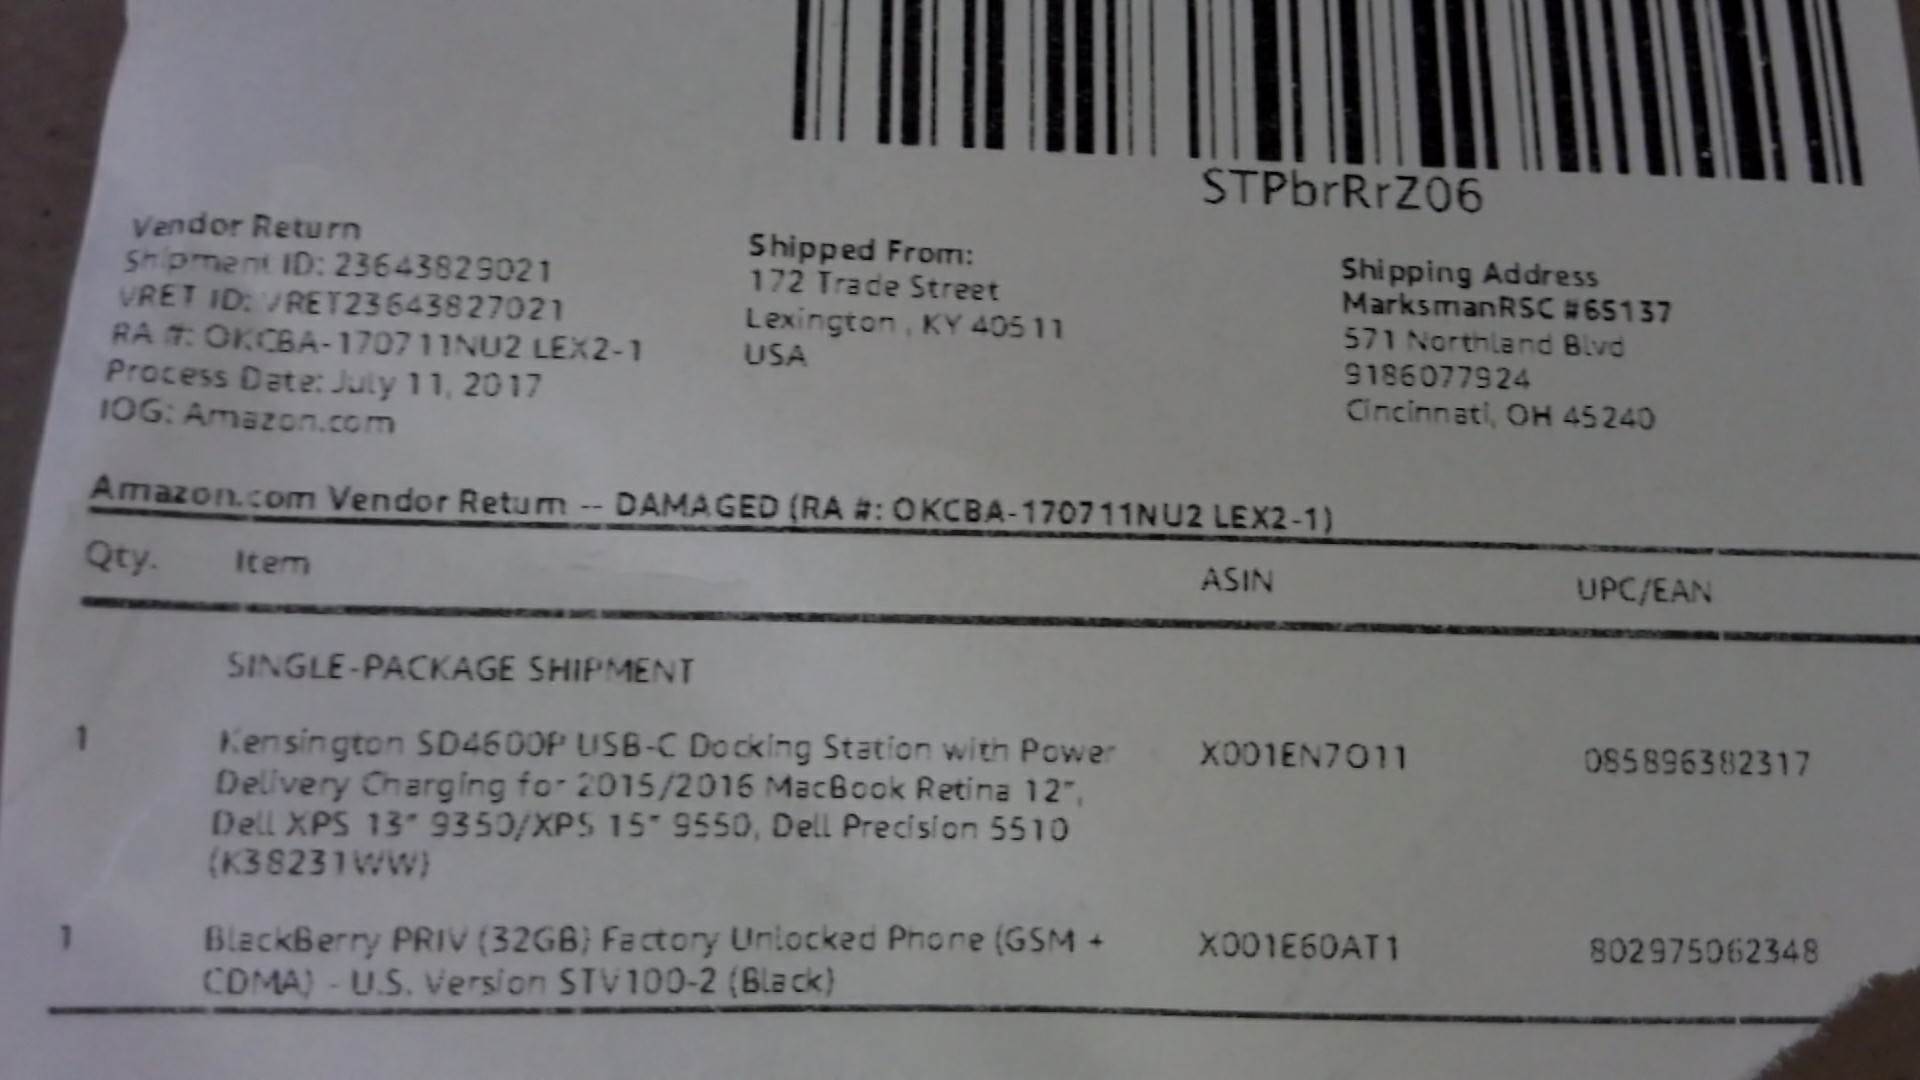 STPbrRrZ06
Vendor Return
Shipment ID: 23643829021
VRET ID: VRET23643827021
RA #: OKCBA-170711NU2 LEX2-1
Process Date: July 11, 2017
IOG: Amazon.com
Shipped From:
172 Trade Street
Lexington, KY 40511
USA
Shipping Address
MarksmanRSC #65137
571 Northland Blvd
9186077924
Cincinnati, OH 45240
Amazon.com Vendor Return -- DAMAGED (RA #: OKCBA-170711NU2 LEX2-1)
Qty. Item ASIN UPC/EAN
SINGLE-PACKAGE SHIPMENT
1 Kensington SD4600P USB-C Docking Station with Power X001EN7O11 085896382317
Delivery Charging for 2015/2016 MacBook Retina 12",
Dell XPS 13" 9350/XPS 15" 9550, Dell Precision 5510
(K38231WW)
1 BlackBerry PRIV (32GB) Factory Unlocked Phone (GSM + X001E60AT1 802975062348
CDMA) - U.S. Version STV100-2 (Black)